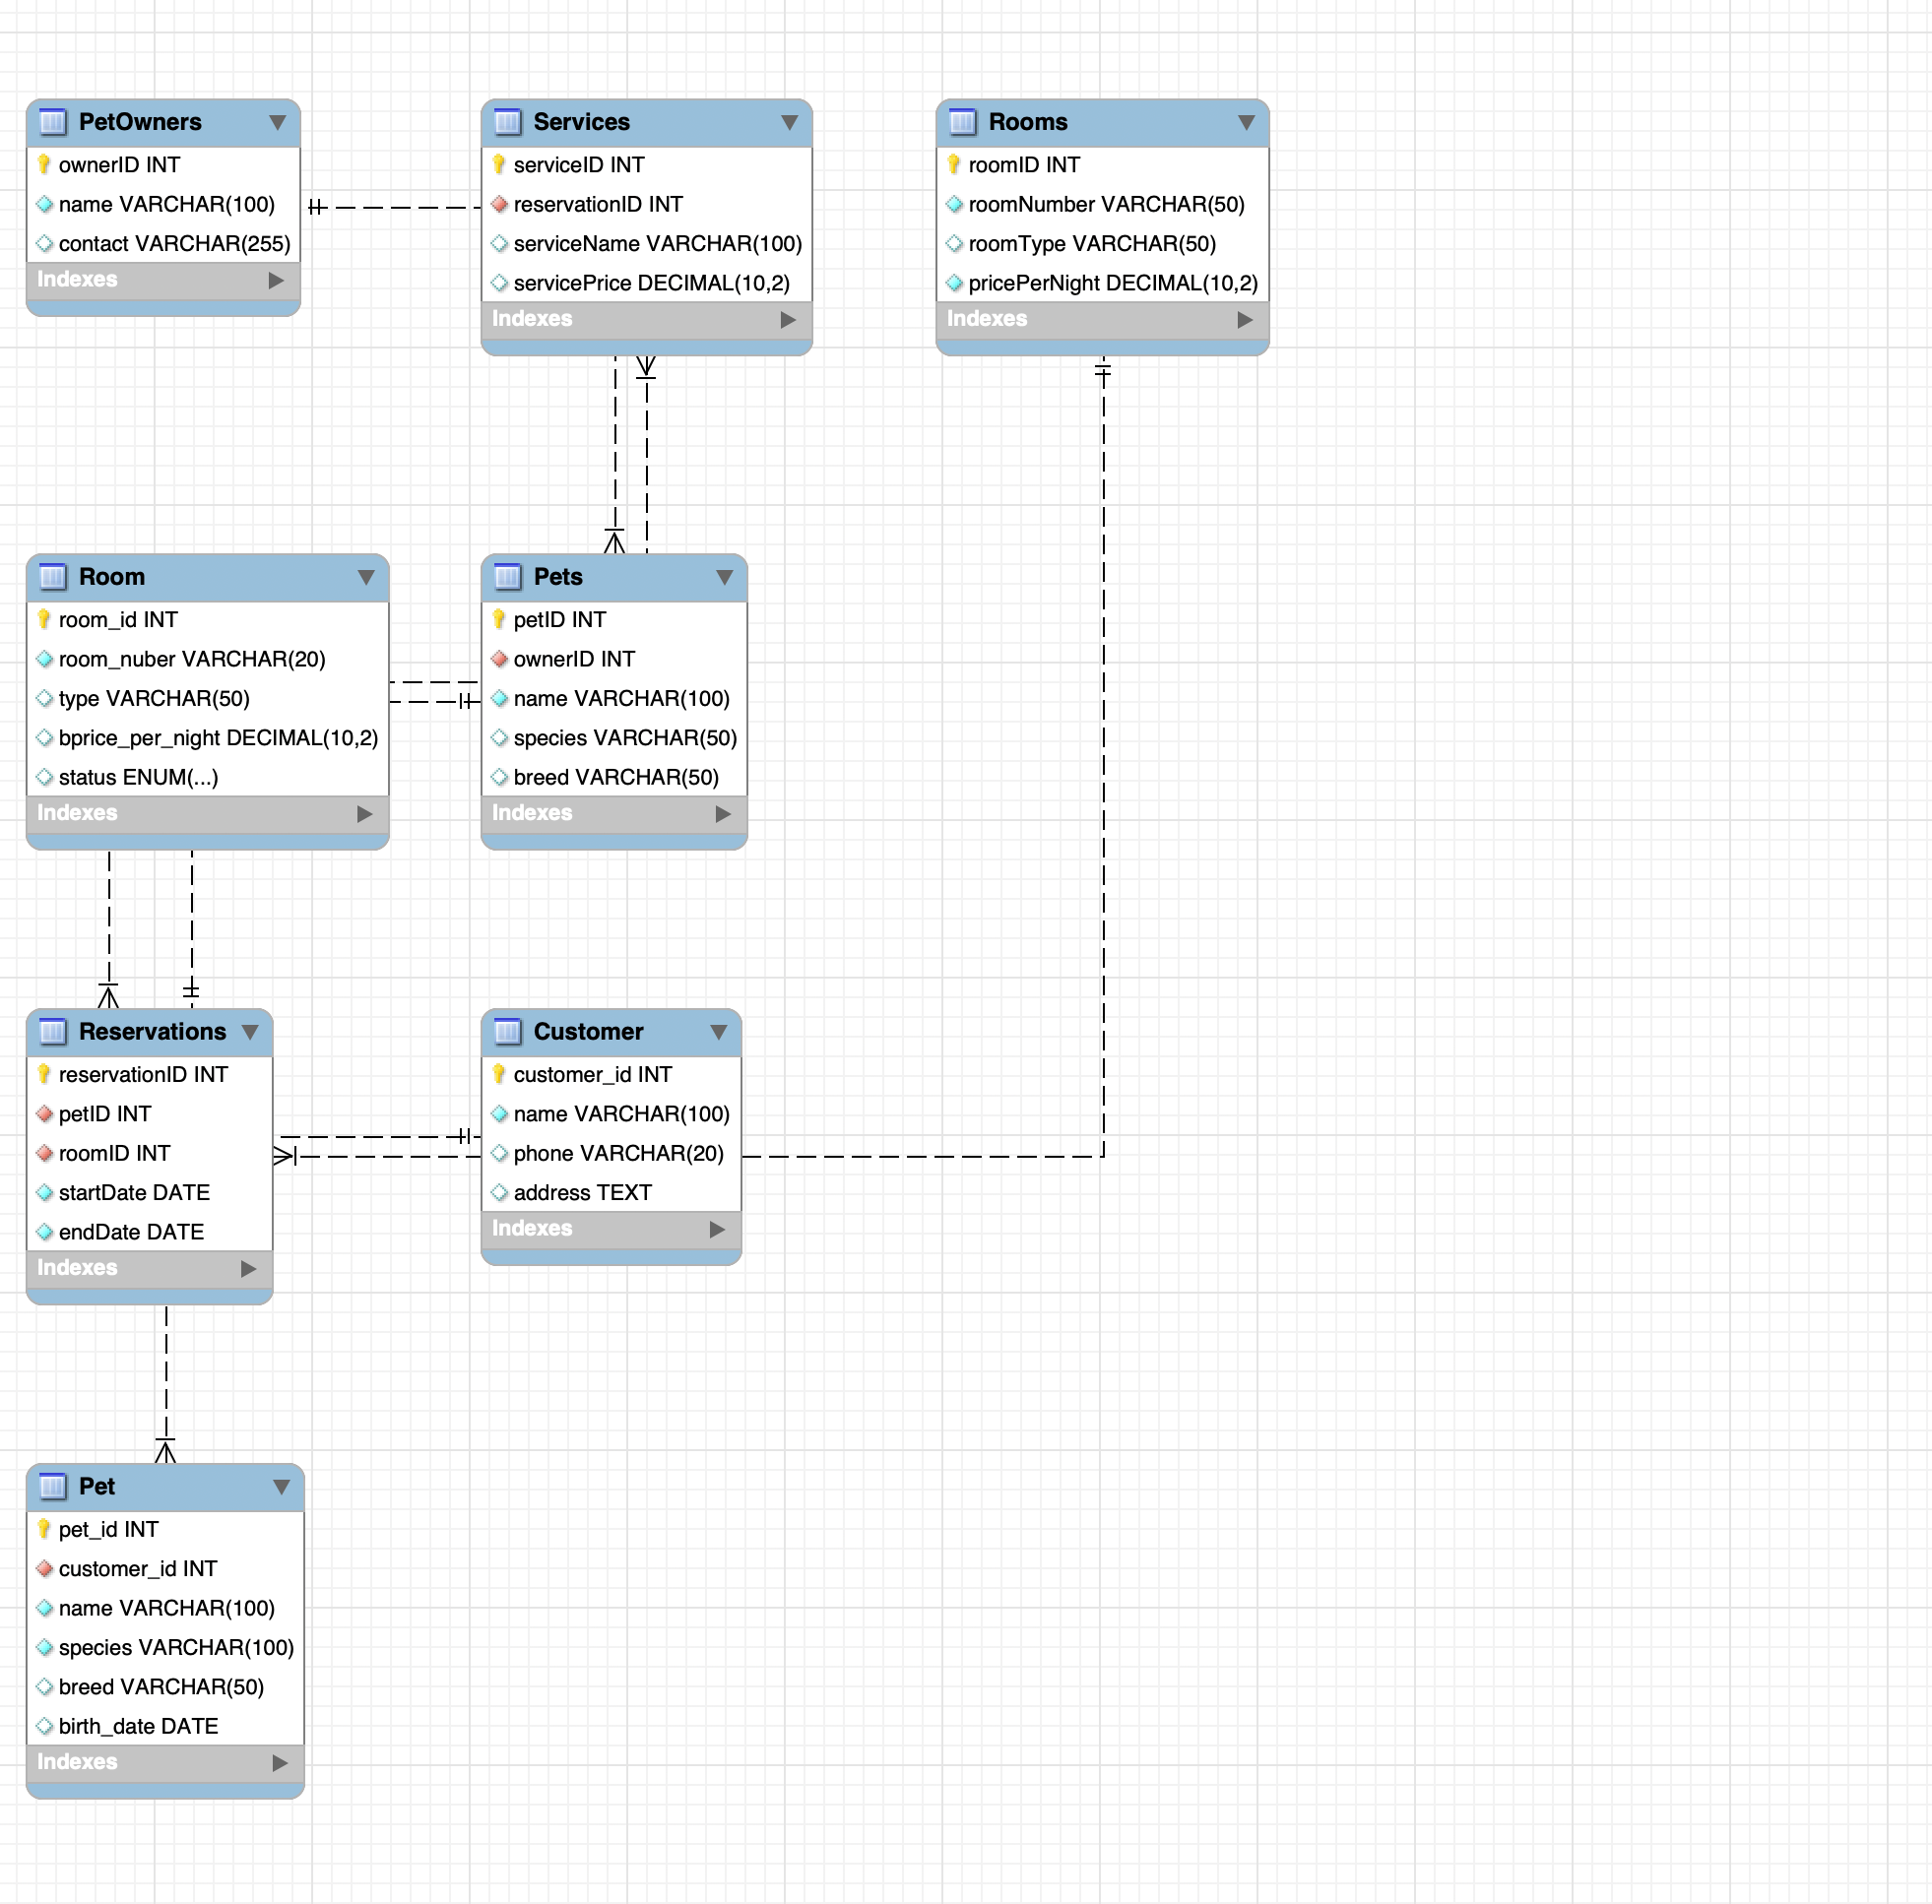 PetOwners
ownerID INT
name VARCHAR(100)
contact VARCHAR(255)
Indexes
Services
serviceID INT
reservationID INT
serviceName VARCHAR(100)
servicePrice DECIMAL(10,2)
Indexes
Rooms
roomID INT
roomNumber VARCHAR(50)
roomType VARCHAR(50)
pricePerNight DECIMAL(10,2)
Indexes
Room
room_id INT
room_nuber VARCHAR(20)
type VARCHAR(50)
bprice_per_night DECIMAL(10,2)
status ENUM(...)
Indexes
Pets
petID INT
ownerID INT
name VARCHAR(100)
species VARCHAR(50)
breed VARCHAR(50)
Indexes
Reservations
reservationID INT
petID INT
roomID INT
startDate DATE
endDate DATE
Indexes
Customer
customer_id INT
name VARCHAR(100)
phone VARCHAR(20)
address TEXT
Indexes
Pet
pet_id INT
customer_id INT
name VARCHAR(100)
species VARCHAR(100)
breed VARCHAR(50)
birth_date DATE
Indexes